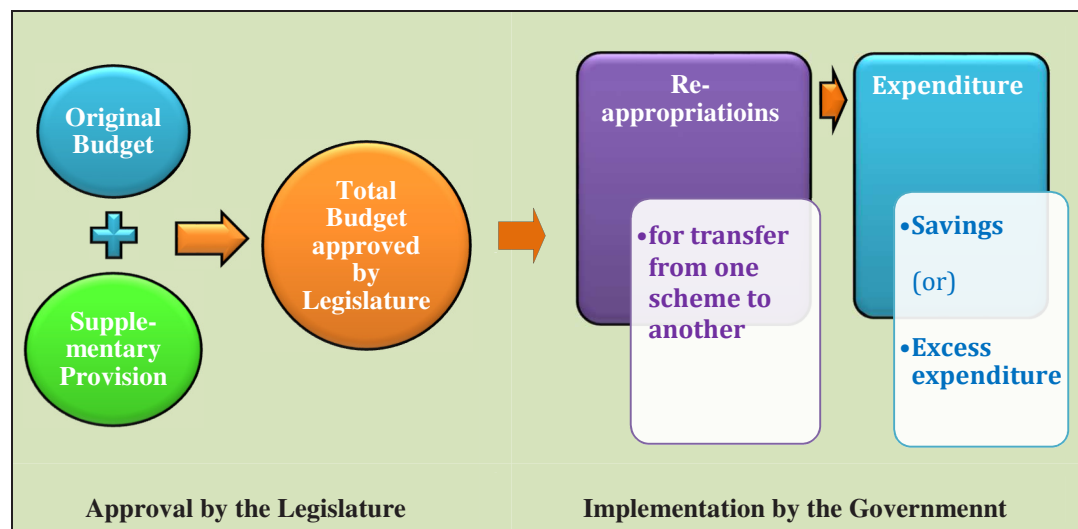 Original
Budget
Supple-
mentary
Provision
Total
Budget
approved
by
Legislature
Re-
appropriatioins
•for transfer
from one
scheme to
another
Expenditure
•Savings
(or)
•Excess
expenditure
Approval by the Legislature
Implementation by the Governmennt